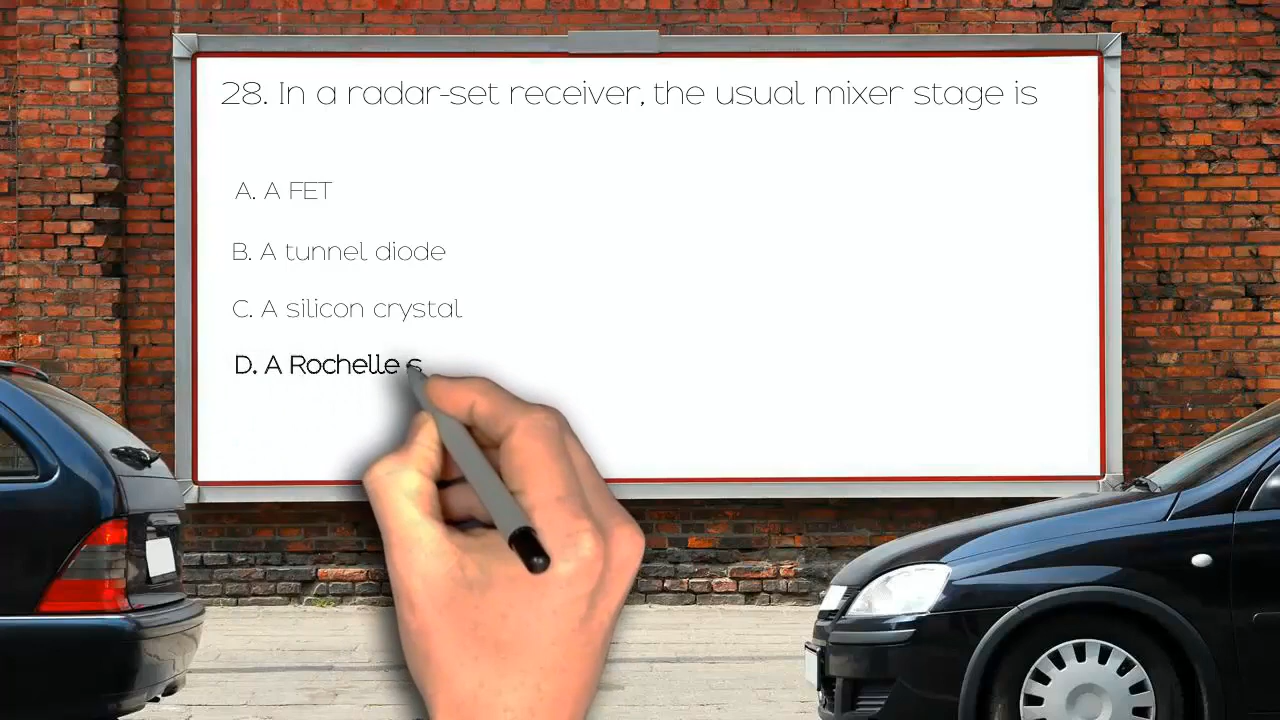 28. In a radar-set receiver, the usual mixer stage is
A. A FET
B. A tunnel diode
C. A silicon crystal
D. A Rochelle s